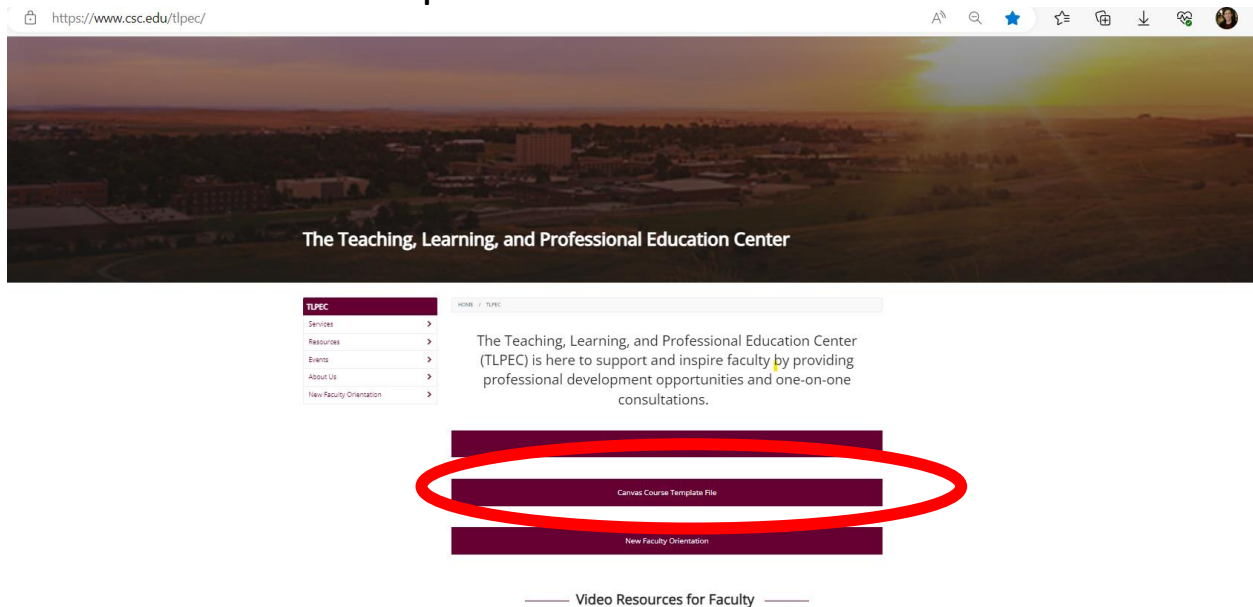 https://www.csc.edu/tlpec/
The Teaching, Learning, and Professional Education Center
TLPEC
HOME / TLPEC
Services
Resources
Events
About Us
New Faculty Orientation
The Teaching, Learning, and Professional Education Center
(TLPEC) is here to support and inspire faculty by providing
professional development opportunities and one-on-one
consultations.
Canvas Course Template File
New Faculty Orientation
Video Resources for Faculty